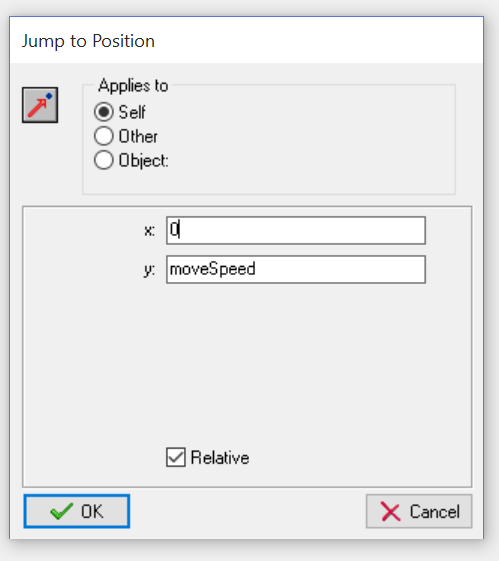 Jump to Position
Applies to
Self
Other
Object:
x: 0
y: moveSpeed
Relative
OK Cancel